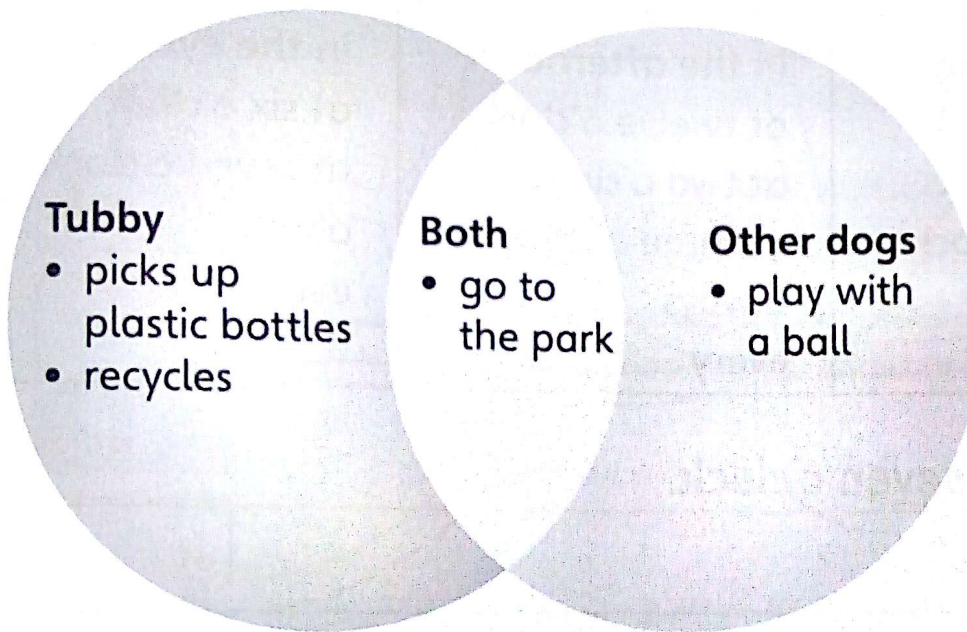 Tubby
• picks up
plastic bottles
• recycles
Both
• go to
the park
Other dogs
• play with
a ball